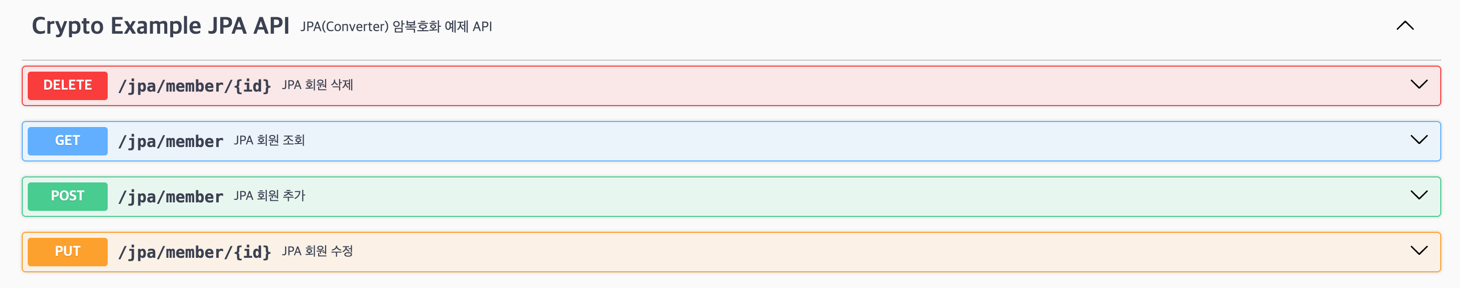 Crypto Example JPA API JPA(Converter) 암복호화 예제 API
DELETE /jpa/member/{id} JPA 회원 삭제
GET /jpa/member JPA 회원 조회
POST /jpa/member JPA 회원 추가
PUT /jpa/member/{id} JPA 회원 수정